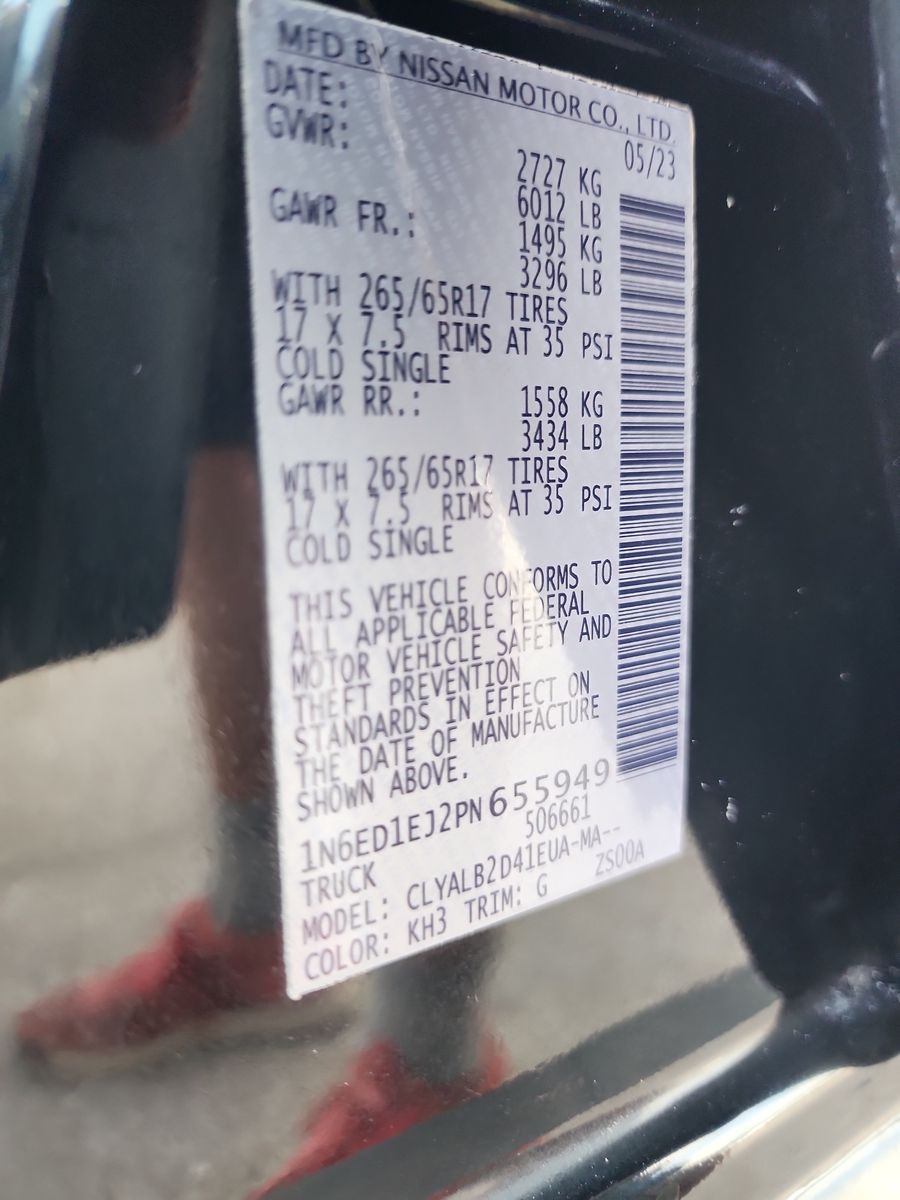 MFD BY NISSAN MOTOR CO., LTD.
DATE: 05/23
GVWR: 2727 KG
6012 LB
GAWR FR.: 1495 KG
3296 LB
WITH 265/65R17 TIRES
17 X 7.5 RIMS AT 35 PSI
COLD SINGLE
GAWR RR.: 1558 KG
3434 LB
WITH 265/65R17 TIRES
17 X 7.5 RIMS AT 35 PSI
COLD SINGLE
THIS VEHICLE CONFORMS TO
ALL APPLICABLE FEDERAL
MOTOR VEHICLE SAFETY AND
THEFT PREVENTION
STANDARDS IN EFFECT ON
THE DATE OF MANUFACTURE
SHOWN ABOVE.
1N6ED1EJ2PN655949
TRUCK 506661
MODEL: CLYALB2D41EUA-MA--
COLOR: KH3 TRIM: G ZS00A